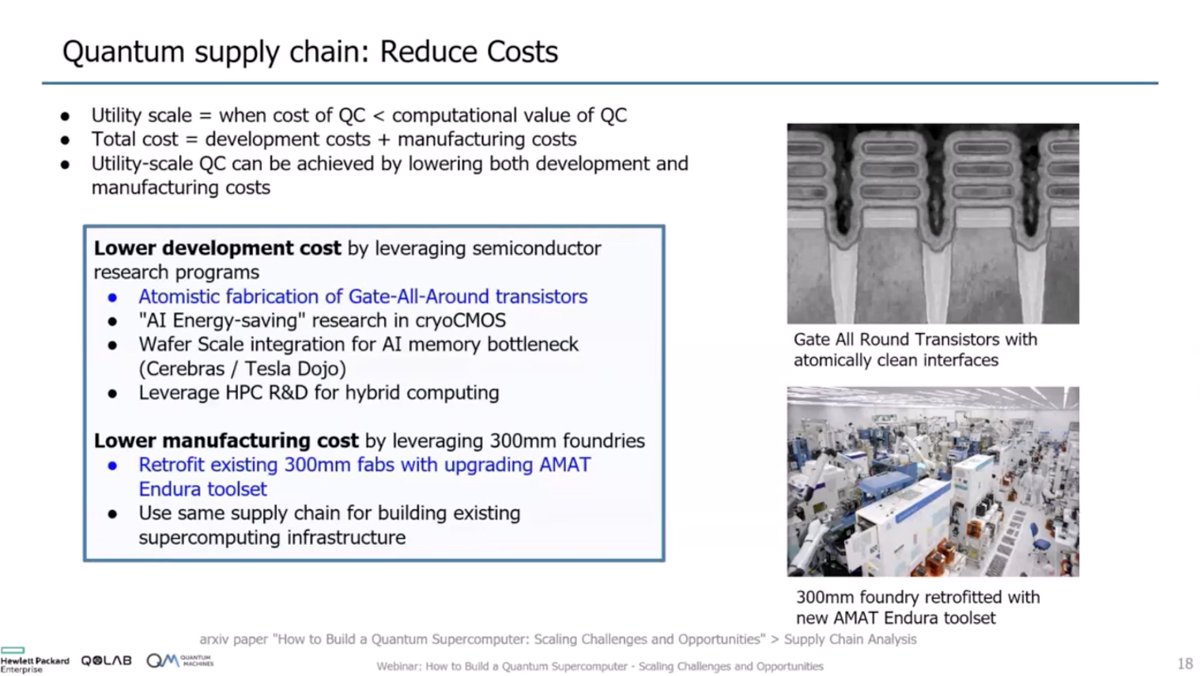 Quantum supply chain: Reduce Costs
● Utility scale = when cost of QC < computational value of QC
● Total cost = development costs + manufacturing costs
● Utility-scale QC can be achieved by lowering both development and
manufacturing costs
Lower development cost by leveraging semiconductor
research programs
● Atomistic fabrication of Gate-All-Around transistors
● "AI Energy-saving" research in cryoCMOS
● Wafer Scale integration for AI memory bottleneck
(Cerebras / Tesla Dojo)
● Leverage HPC R&D for hybrid computing
Lower manufacturing cost by leveraging 300mm foundries
● Retrofit existing 300mm fabs with upgrading AMAT
Endura toolset
● Use same supply chain for building existing
supercomputing infrastructure
Gate All Round Transistors with
atomically clean interfaces
300mm foundry retrofitted with
new AMAT Endura toolset
arxiv paper "How to Build a Quantum Supercomputer: Scaling Challenges and Opportunities" > Supply Chain Analysis
Hewlett Packard
Enterprise
QOLAB
QM QUANTUM
MACHINES
Webinar: How to Build a Quantum Supercomputer - Scaling Challenges and Opportunities
18